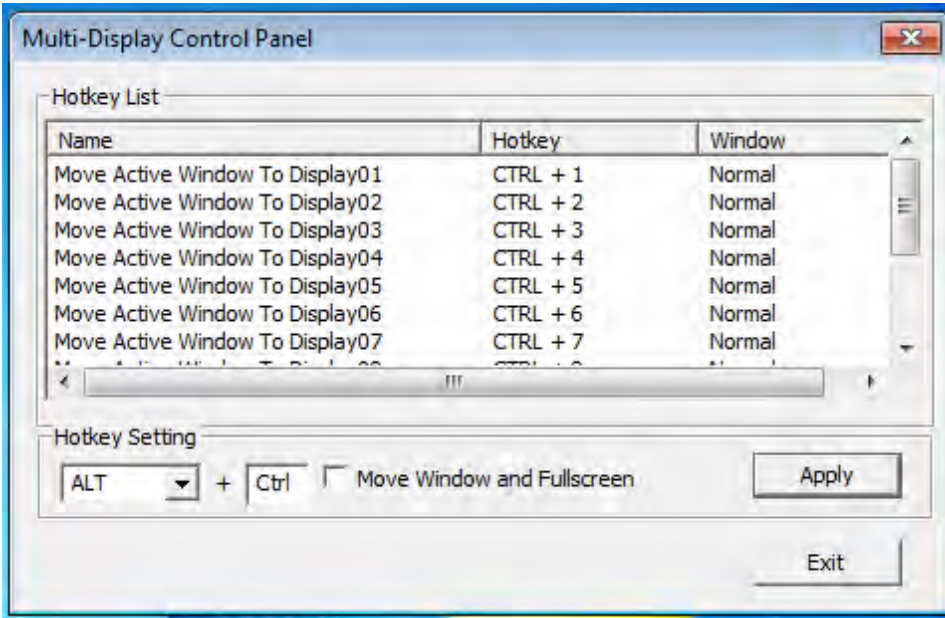 Multi-Display Control Panel
Hotkey List
Name Hotkey Window
Move Active Window To Display01 CTRL + 1 Normal
Move Active Window To Display02 CTRL + 2 Normal
Move Active Window To Display03 CTRL + 3 Normal
Move Active Window To Display04 CTRL + 4 Normal
Move Active Window To Display05 CTRL + 5 Normal
Move Active Window To Display06 CTRL + 6 Normal
Move Active Window To Display07 CTRL + 7 Normal
Hotkey Setting
ALT + Ctrl Move Window and Fullscreen Apply
Exit